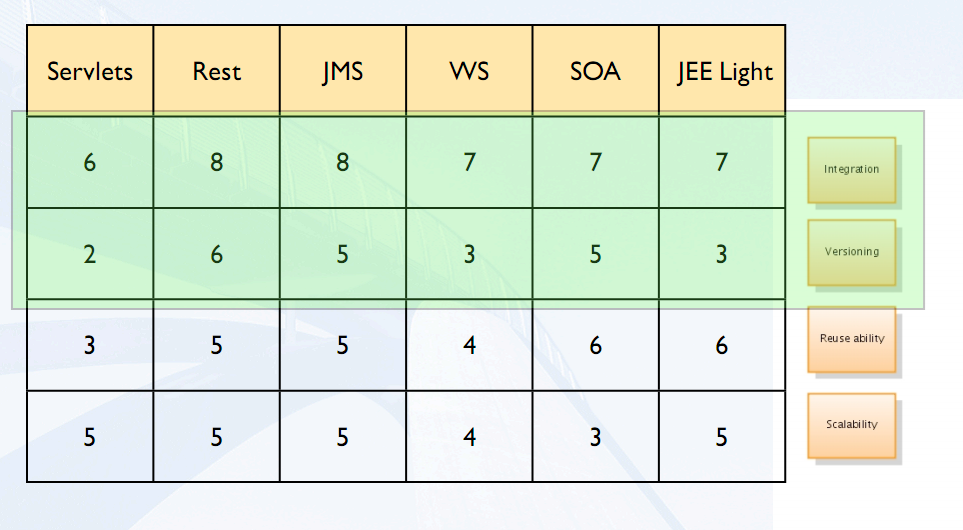 Servlets Rest JMS WS SOA JEE Light
6 8 8 7 7 7 Integration
2 6 5 3 5 3 Versioning
3 5 5 4 6 6 Reuse ability
5 5 5 4 3 5 Scalability